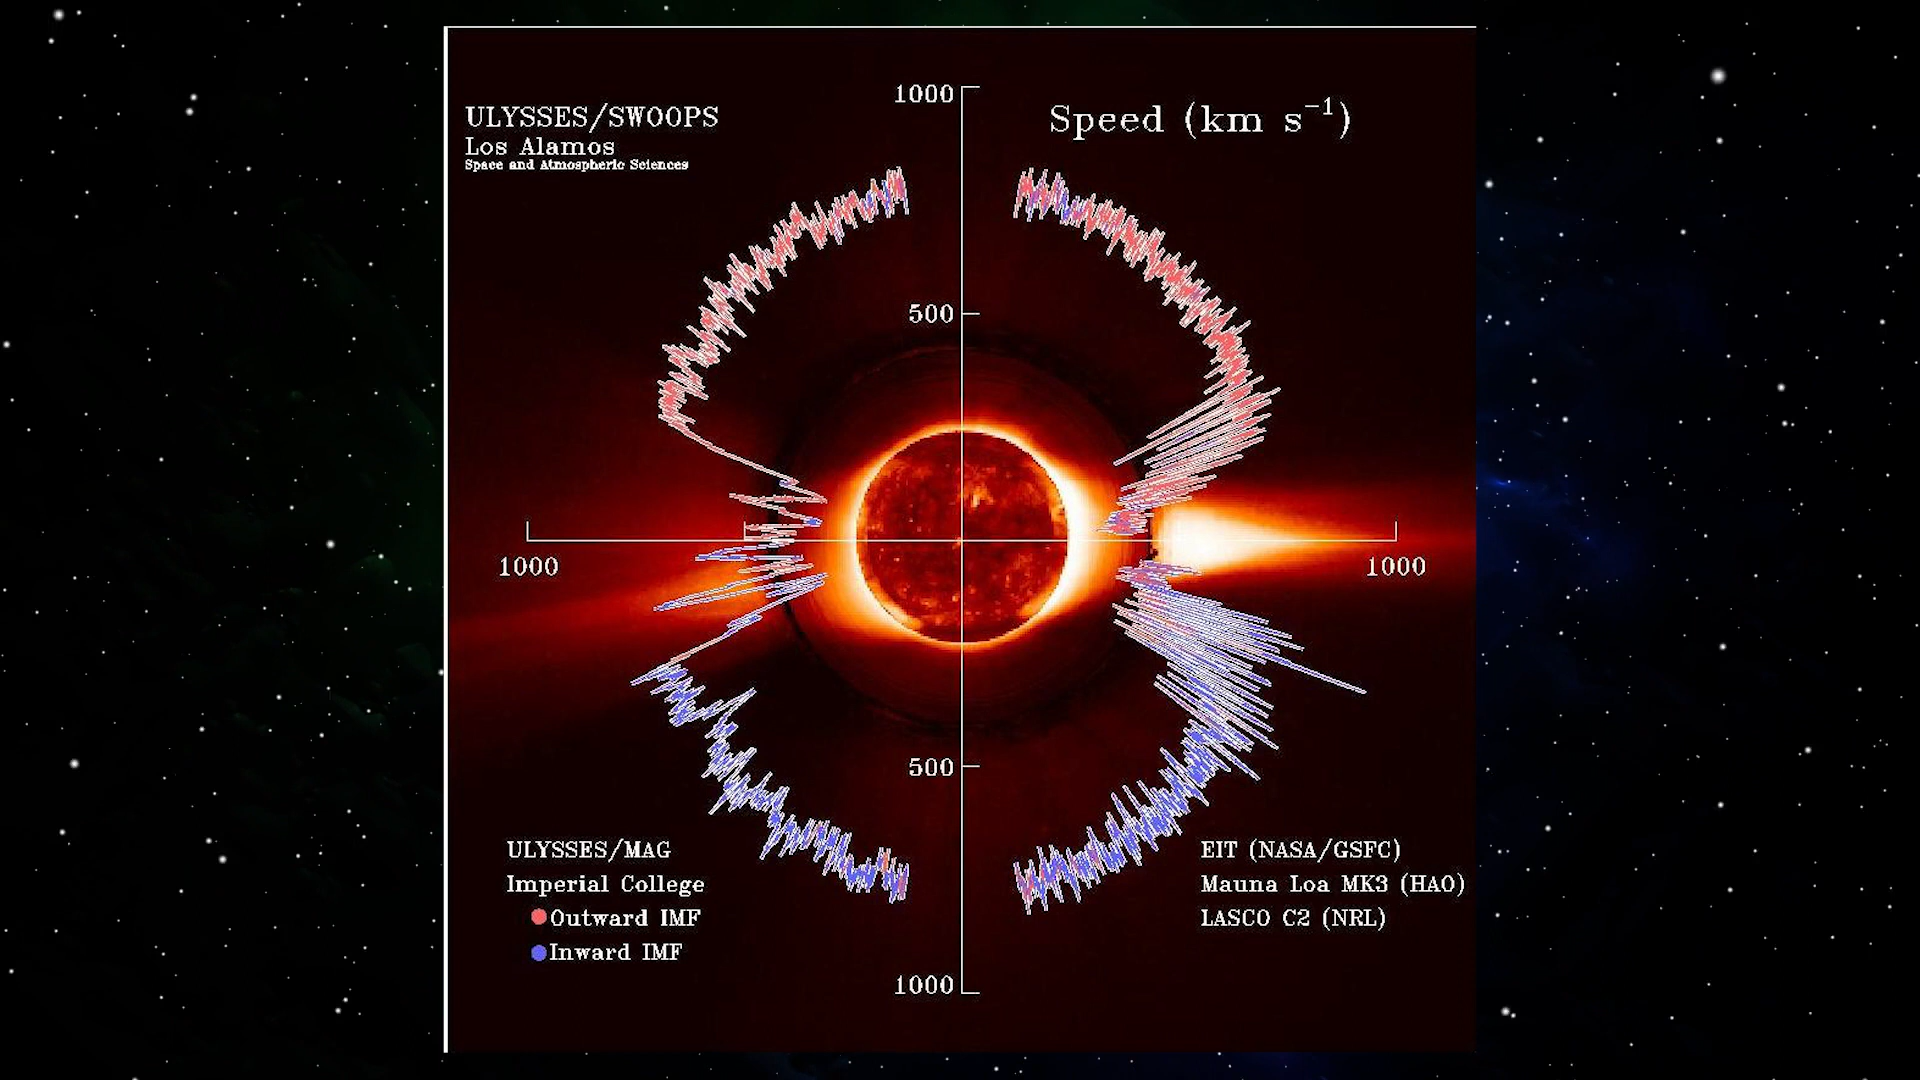 1000
ULYSSES/SWOOPS
Speed (km s⁻¹)
Los Alamos
Space and Atmospheric Sciences
500
1000
1000
500
ULYSSES/MAG
Imperial College
Outward IMF
Inward IMF
EIT (NASA/GSFC)
Mauna Loa MK3 (HAO)
LASCO C2 (NRL)
1000